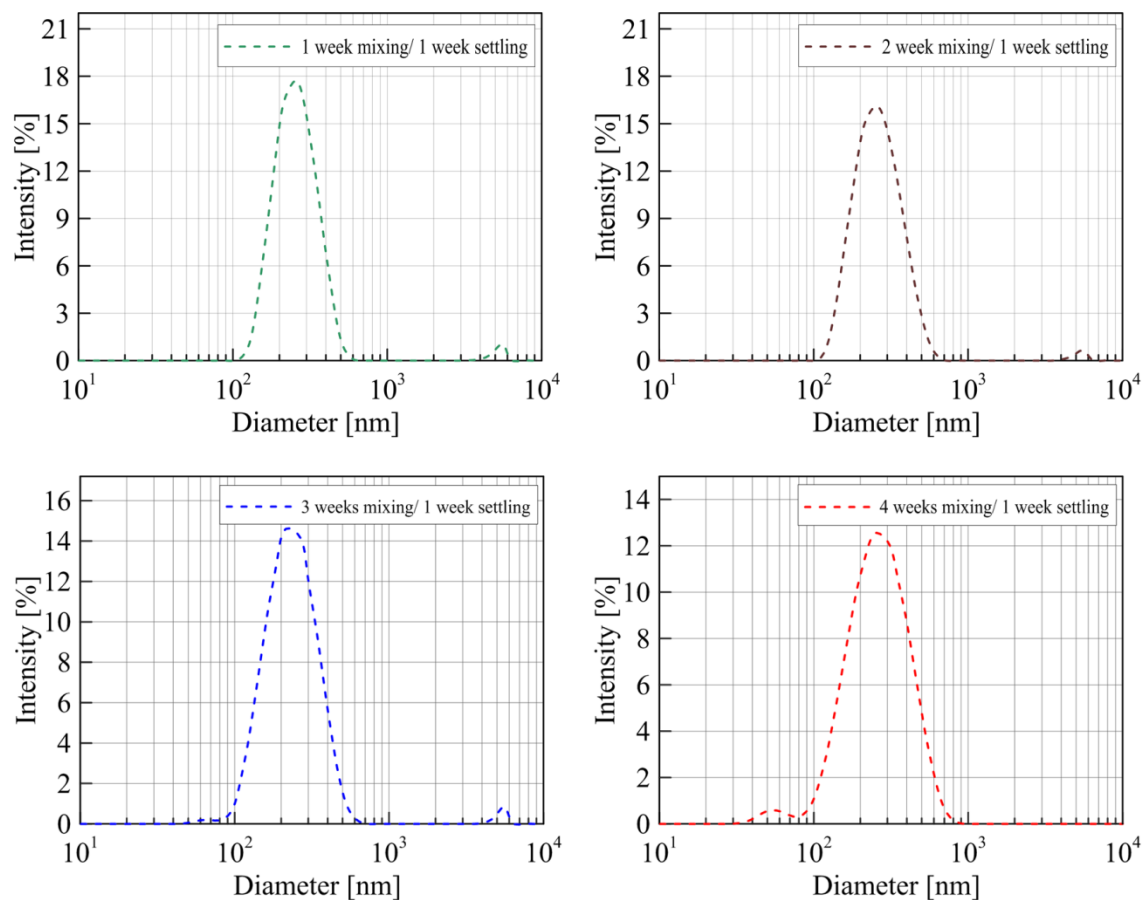 1 week mixing/ 1 week settling
21
18
15
12
9
6
3
0
Intensity [%]
10¹ 10² 10³ 10⁴
Diameter [nm]
2 week mixing/ 1 week settling
21
18
15
12
9
6
3
0
Intensity [%]
10¹ 10² 10³ 10⁴
Diameter [nm]
3 weeks mixing/ 1 week settling
16
14
12
10
8
6
4
2
0
Intensity [%]
10¹ 10² 10³ 10⁴
Diameter [nm]
4 weeks mixing/ 1 week settling
14
12
10
8
6
4
2
0
Intensity [%]
10¹ 10² 10³ 10⁴
Diameter [nm]